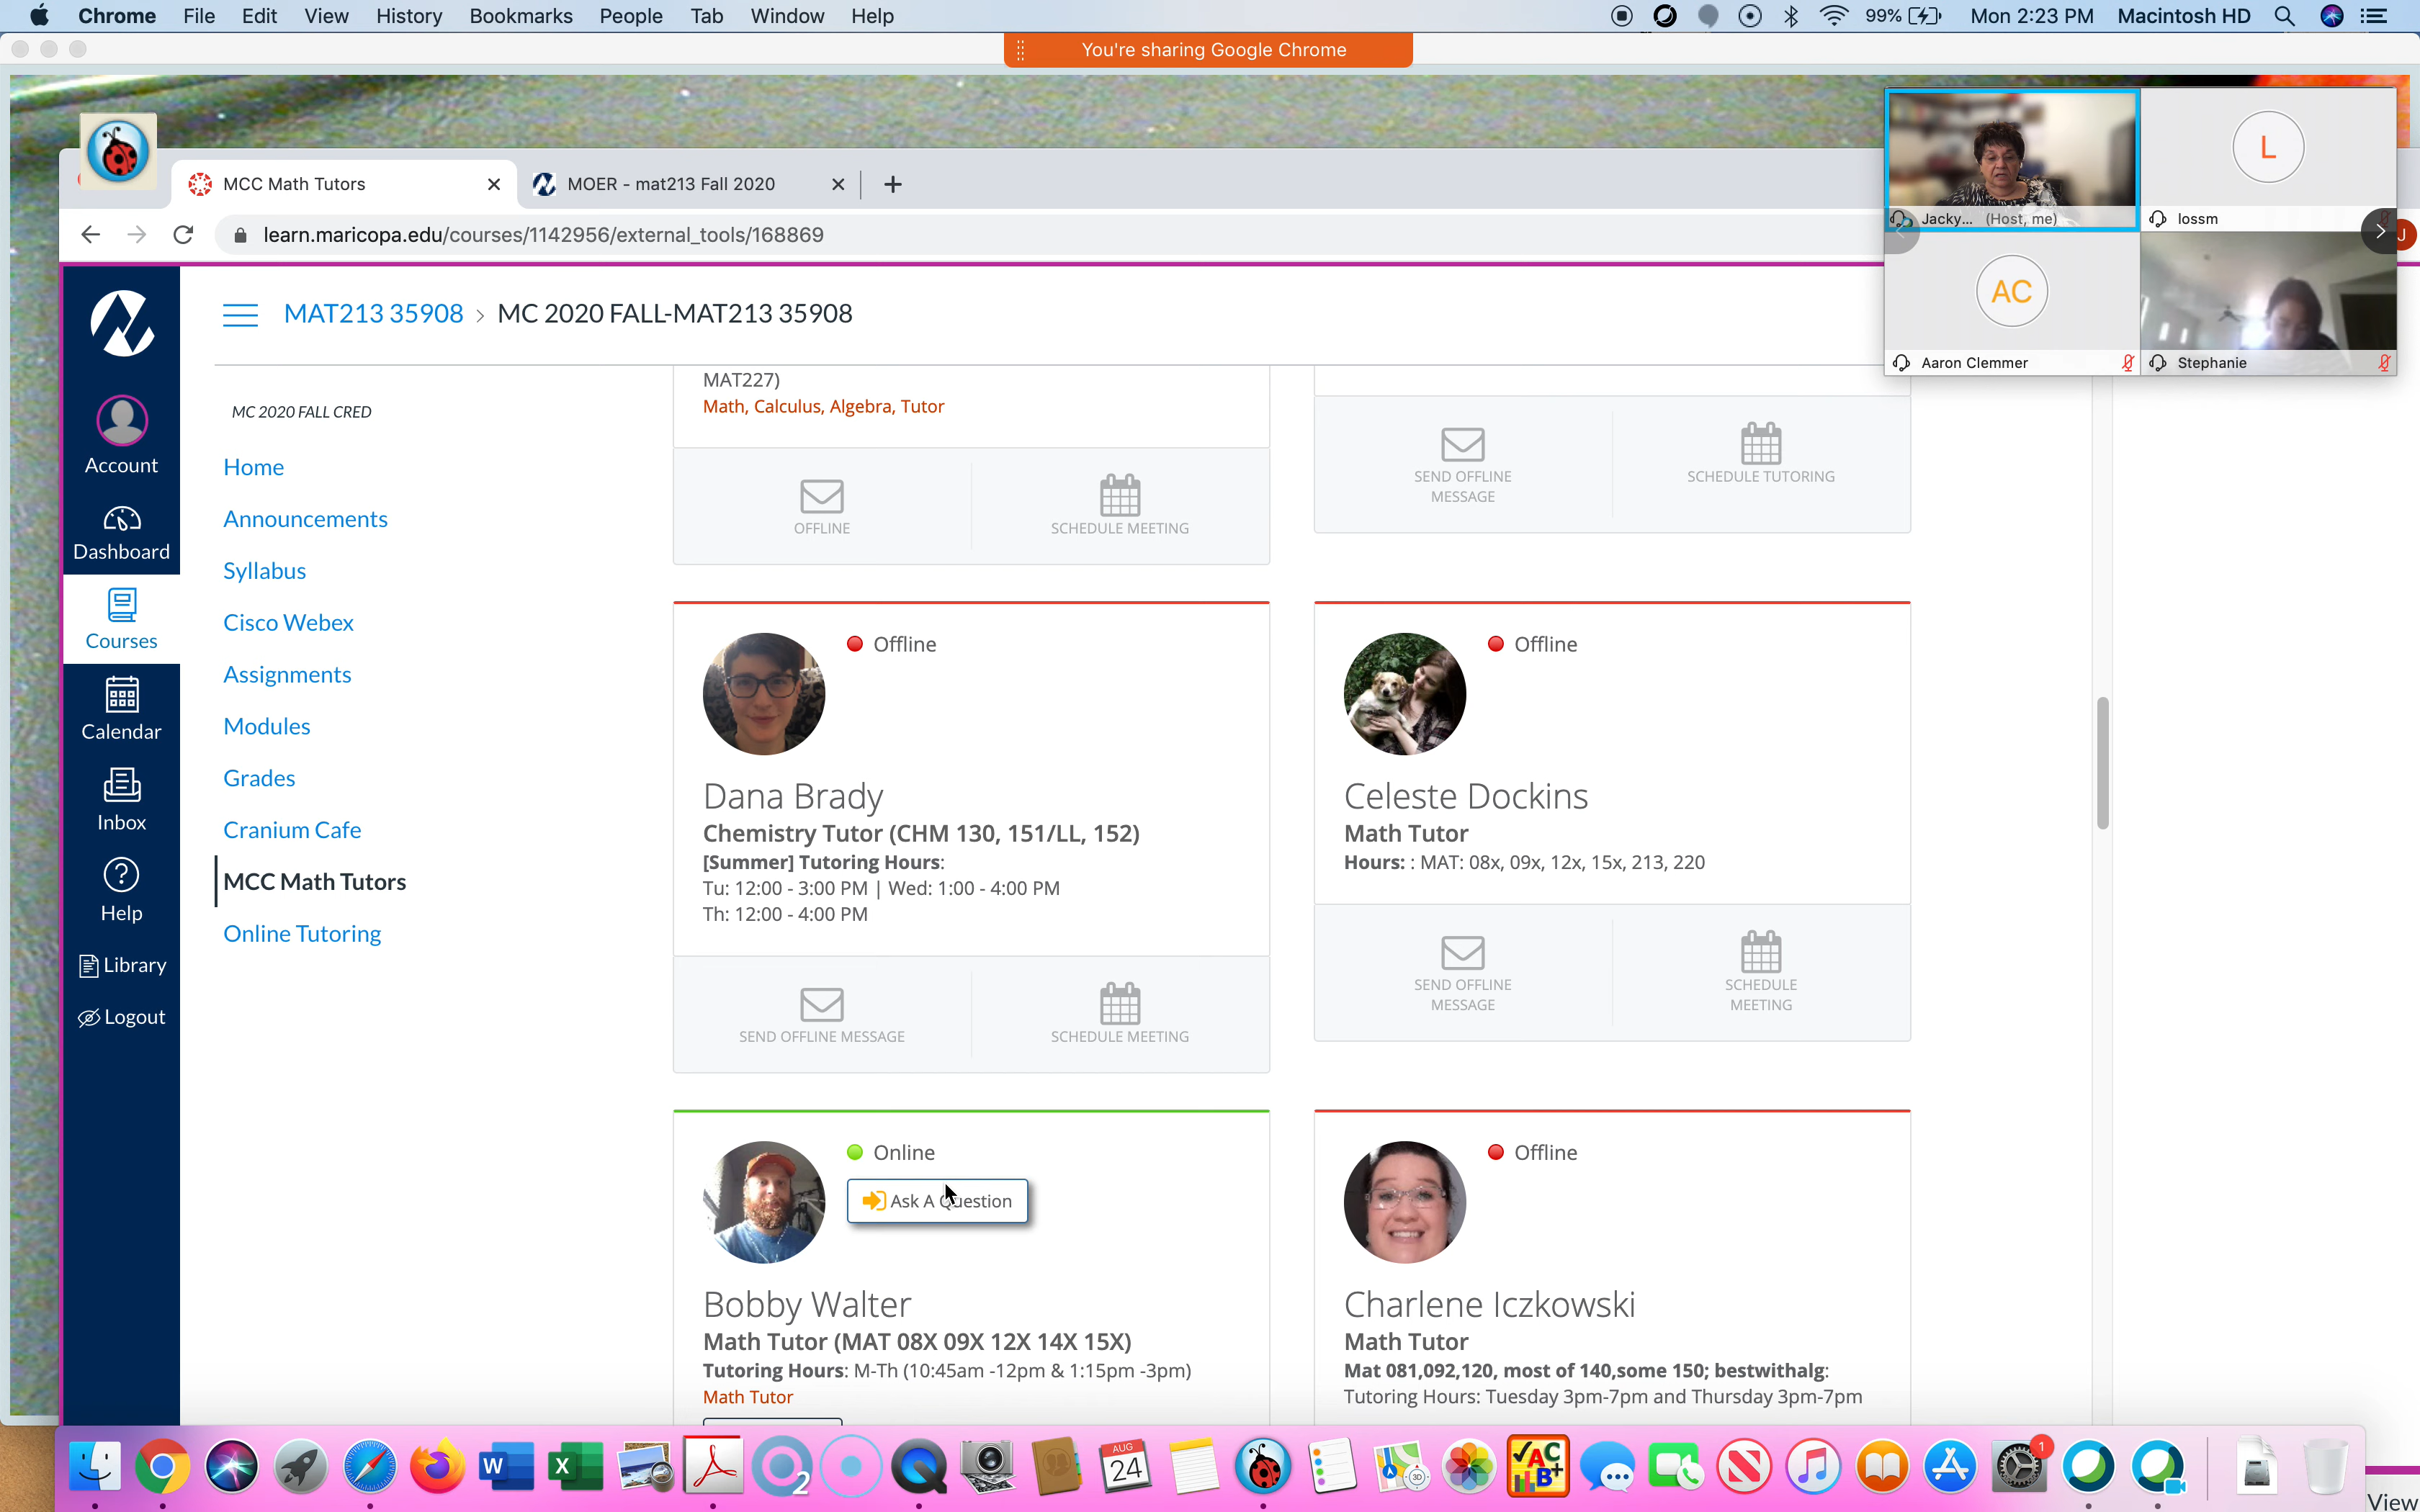 Chrome File Edit View History Bookmarks People Tab Window Help 99% Mon 2:23 PM Macintosh HD
You're sharing Google Chrome
MCC Math Tutors
MOER - mat213 Fall 2020
learn.maricopa.edu/courses/1142956/external_tools/168869
J
L
Jacky... (Host, me)
lossm
AC
Aaron Clemmer
Stephanie
MAT213 35908 > MC 2020 FALL-MAT213 35908
Account
Dashboard
Courses
Calendar
Inbox
Help
Library
Logout
MC 2020 FALL CRED
Home
Announcements
Syllabus
Cisco Webex
Assignments
Modules
Grades
Cranium Cafe
MCC Math Tutors
Online Tutoring
MAT227)
Math, Calculus, Algebra, Tutor
OFFLINE
SCHEDULE MEETING
SEND OFFLINE
MESSAGE
SCHEDULE TUTORING
Offline
Dana Brady
Chemistry Tutor (CHM 130, 151/LL, 152)
[Summer] Tutoring Hours:
Tu: 12:00 - 3:00 PM | Wed: 1:00 - 4:00 PM
Th: 12:00 - 4:00 PM
SEND OFFLINE MESSAGE
SCHEDULE MEETING
Offline
Celeste Dockins
Math Tutor
Hours: : MAT: 08x, 09x, 12x, 15x, 213, 220
SEND OFFLINE
MESSAGE
SCHEDULE
MEETING
Online
Ask A Question
Bobby Walter
Math Tutor (MAT 08X 09X 12X 14X 15X)
Tutoring Hours: M-Th (10:45am -12pm & 1:15pm -3pm)
Math Tutor
Offline
Charlene Iczkowski
Math Tutor
Mat 081,092,120, most of 140,some 150; bestwithalg:
Tutoring Hours: Tuesday 3pm-7pm and Thursday 3pm-7pm
W
X
2
AUG
24
3D
AC
B+
1
View